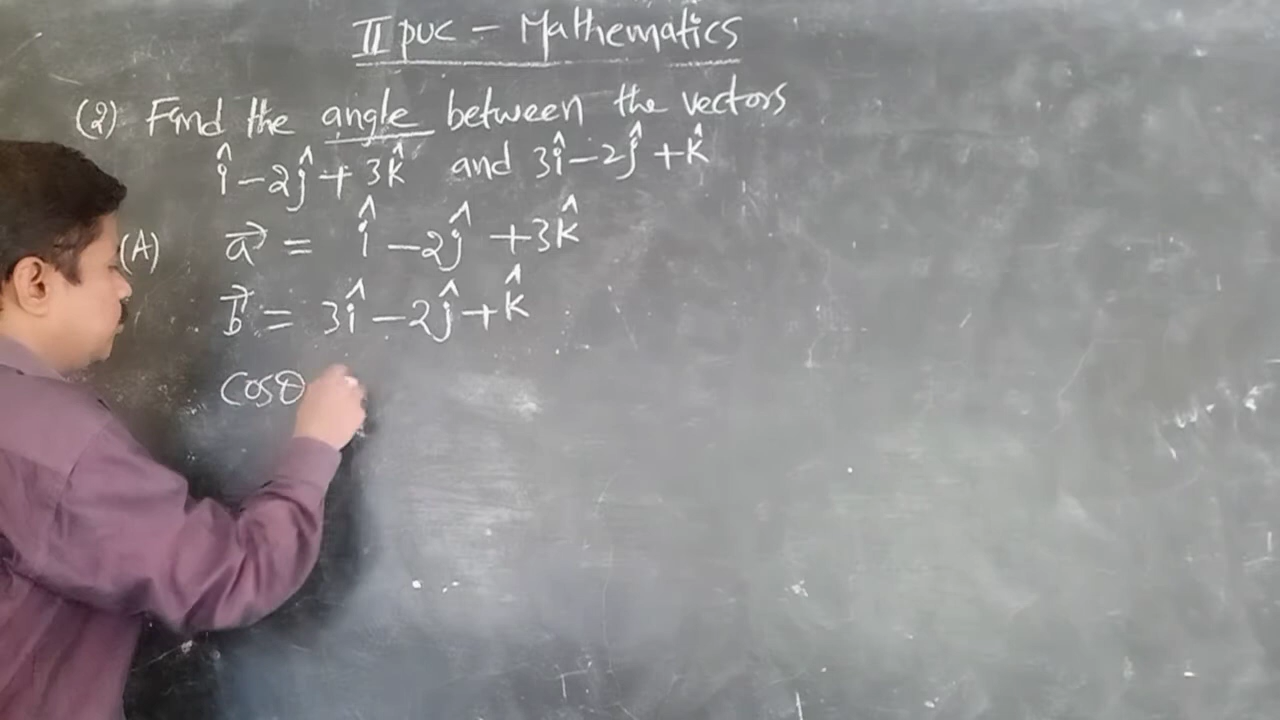 II PUC - Mathematics
(2) Find the angle between the vectors
î - 2ĵ + 3k̂ and 3î - 2ĵ + k̂
(A) a⃗ = î - 2ĵ + 3k̂
b⃗ = 3î - 2ĵ + k̂
Cosθ